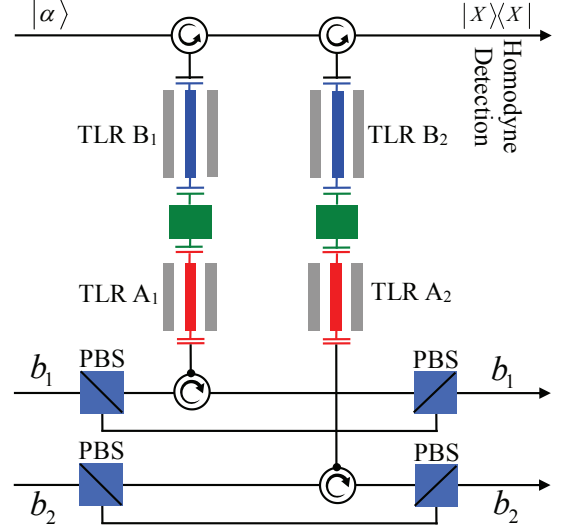 |α⟩
|X⟩⟨X|
Homodyne
Detection
TLR B₁
TLR B₂
TLR A₁
TLR A₂
PBS
PBS
b₁
b₁
PBS
PBS
b₂
b₂